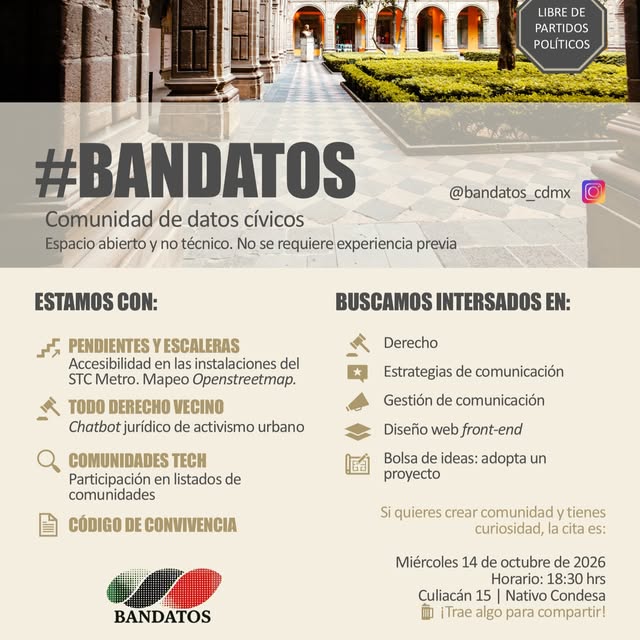 LIBRE DE
PARTIDOS
POLÍTICOS
#BANDATOS
@bandatos_cdmx
Comunidad de datos cívicos
Espacio abierto y no técnico. No se requiere experiencia previa
ESTAMOS CON:
PENDIENTES Y ESCALERAS
Accesibilidad en las instalaciones del
STC Metro. Mapeo Openstreetmap.
TODO DERECHO VECINO
Chatbot jurídico de activismo urbano
COMUNIDADES TECH
Participación en listados de
comunidades
CÓDIGO DE CONVIVENCIA
BANDATOS
BUSCAMOS INTERSADOS EN:
Derecho
Estrategias de comunicación
Gestión de comunicación
Diseño web front-end
Bolsa de ideas: adopta un
proyecto
Si quieres crear comunidad y tienes
curiosidad, la cita es:
Miércoles 14 de octubre de 2026
Horario: 18:30 hrs
Culiacán 15 | Nativo Condesa
¡Trae algo para compartir!